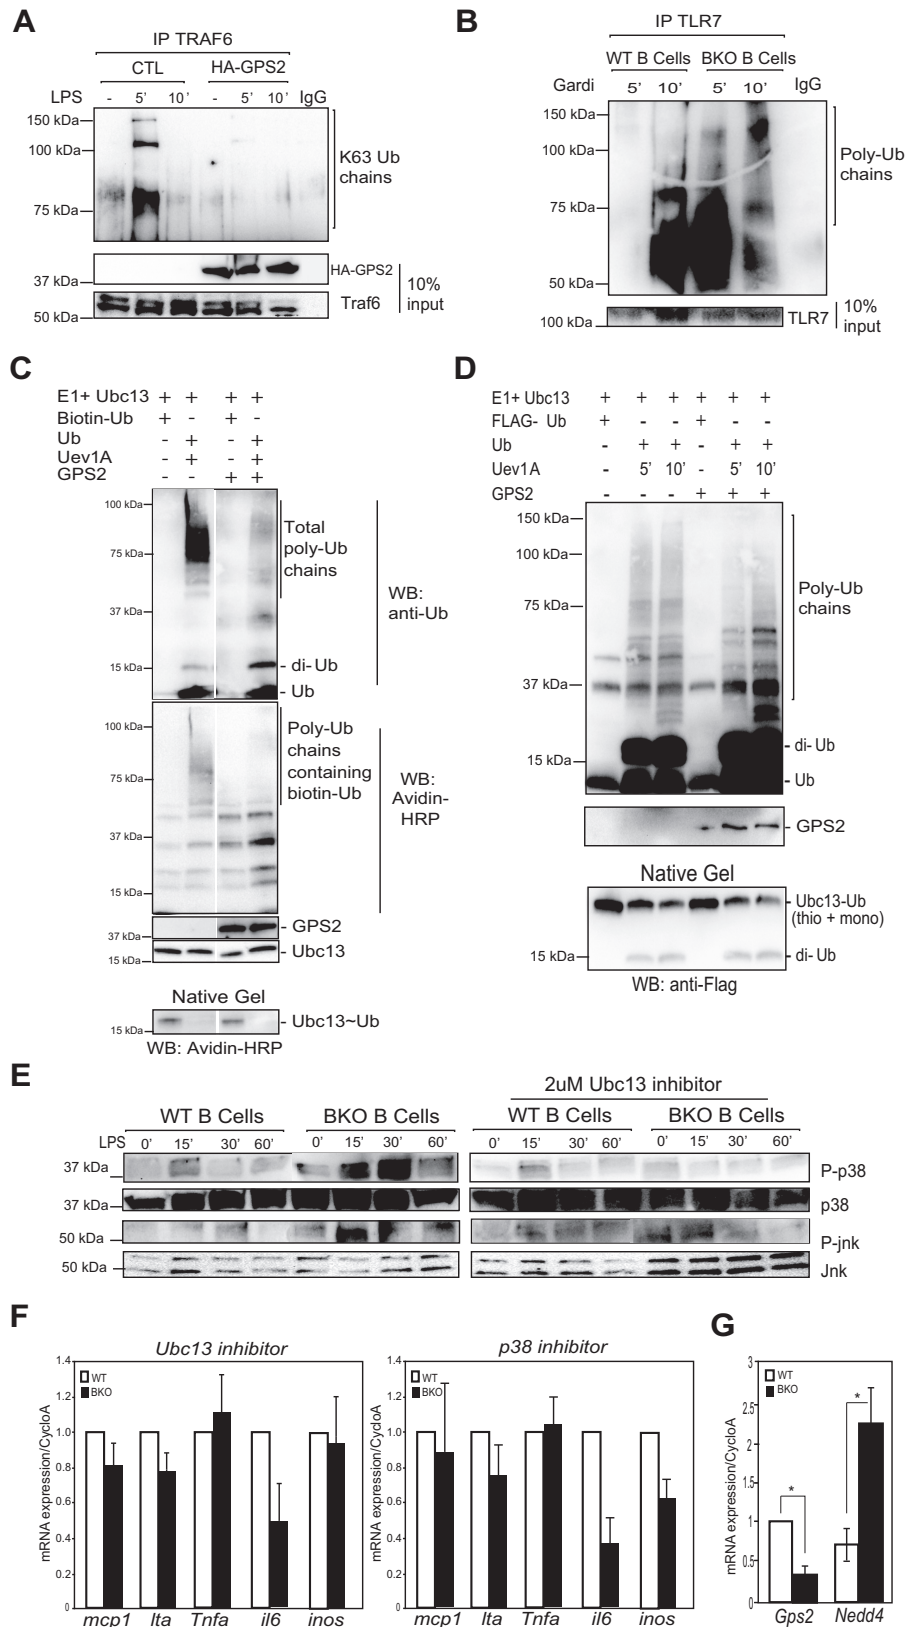 A
IP TRAF6
CTL HA-GPS2
LPS - 5' 10' - 5' 10' IgG
150 kDa
100 kDa
75 kDa
K63 Ub
chains
37 kDa
HA-GPS2
50 kDa
Traf6
10%
input
B
IP TLR7
WT B Cells BKO B Cells
Gardi 5' 10' 5' 10' IgG
150 kDa
100 kDa
75 kDa
50 kDa
Poly-Ub
chains
100 kDa
TLR7
10%
input
C
E1+ Ubc13 + + + +
Biotin-Ub + - + -
Ub - + - +
Uev1A - + - +
GPS2 - - + +
100 kDa
75 kDa
37 kDa
15 kDa
Total
poly-Ub
chains
- di-Ub
- Ub
WB:
anti-Ub
100 kDa
75 kDa
37 kDa
15 kDa
Poly-Ub
chains
containing
biotin-Ub
WB:
Avidin-
HRP
37 kDa
- GPS2
15 kDa
- Ubc13
Native Gel
15 kDa
- Ubc13~Ub
WB: Avidin-HRP
D
E1+ Ubc13 + + + + + +
FLAG- Ub + +
Ub - + + - + +
Uev1A - 5' 10' - 5' 10'
GPS2 - - - + + +
150 kDa
100 kDa
75 kDa
37 kDa
15 kDa
Poly-Ub
chains
- di-Ub
- Ub
- GPS2
Native Gel
- Ubc13-Ub
(thio + mono)
15 kDa
- di-Ub
WB: anti-Flag
E
2uM Ubc13 inhibitor
WT B Cells BKO B Cells WT B Cells BKO B Cells
LPS 0' 15' 30' 60' 0' 15' 30' 60' 0' 15' 30' 60' 0' 15' 30' 60'
37 kDa P-p38
37 kDa p38
50 kDa P-jnk
50 kDa Jnk
F
Ubc13 inhibitor
mRNA expression/CycloA
1.4
1.2
1.0
0.8
0.6
0.4
0.2
0
WT
BKO
mcp1 lta Tnfa il6 inos
p38 inhibitor
mRNA expression/CycloA
1.4
1.2
1.0
0.8
0.6
0.4
0.2
0
WT
BKO
mcp1 lta Tnfa il6 inos
G
mRNA expression/CycloA
3
2.5
2
1.5
1
0.5
0
WT
BKO
*
*
Gps2 Nedd4